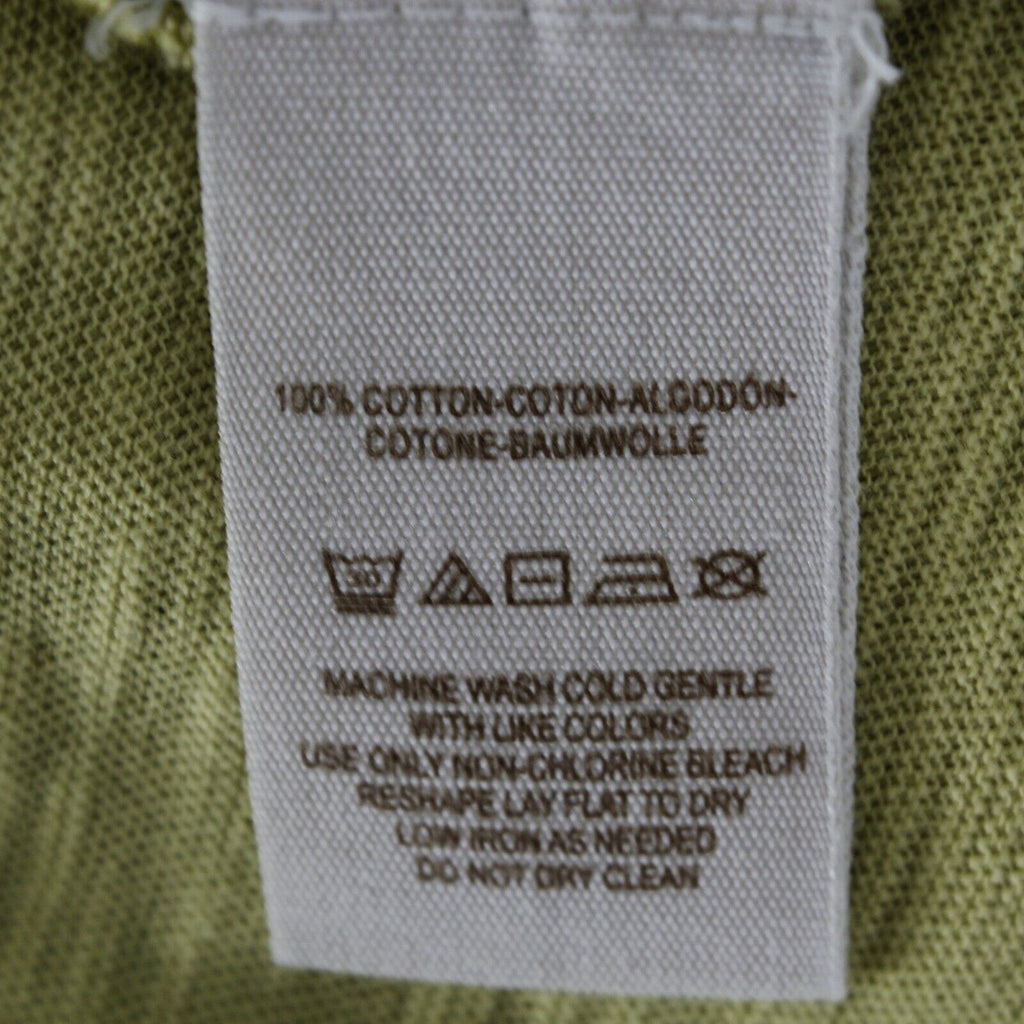 100% COTTON-COTON-ALGODÓN-
COTONE-BAUMWOLLE
30
MACHINE WASH COLD GENTLE
WITH LIKE COLORS
USE ONLY NON-CHLORINE BLEACH
RESHAPE LAY FLAT TO DRY
LOW IRON AS NEEDED
DO NOT DRY CLEAN